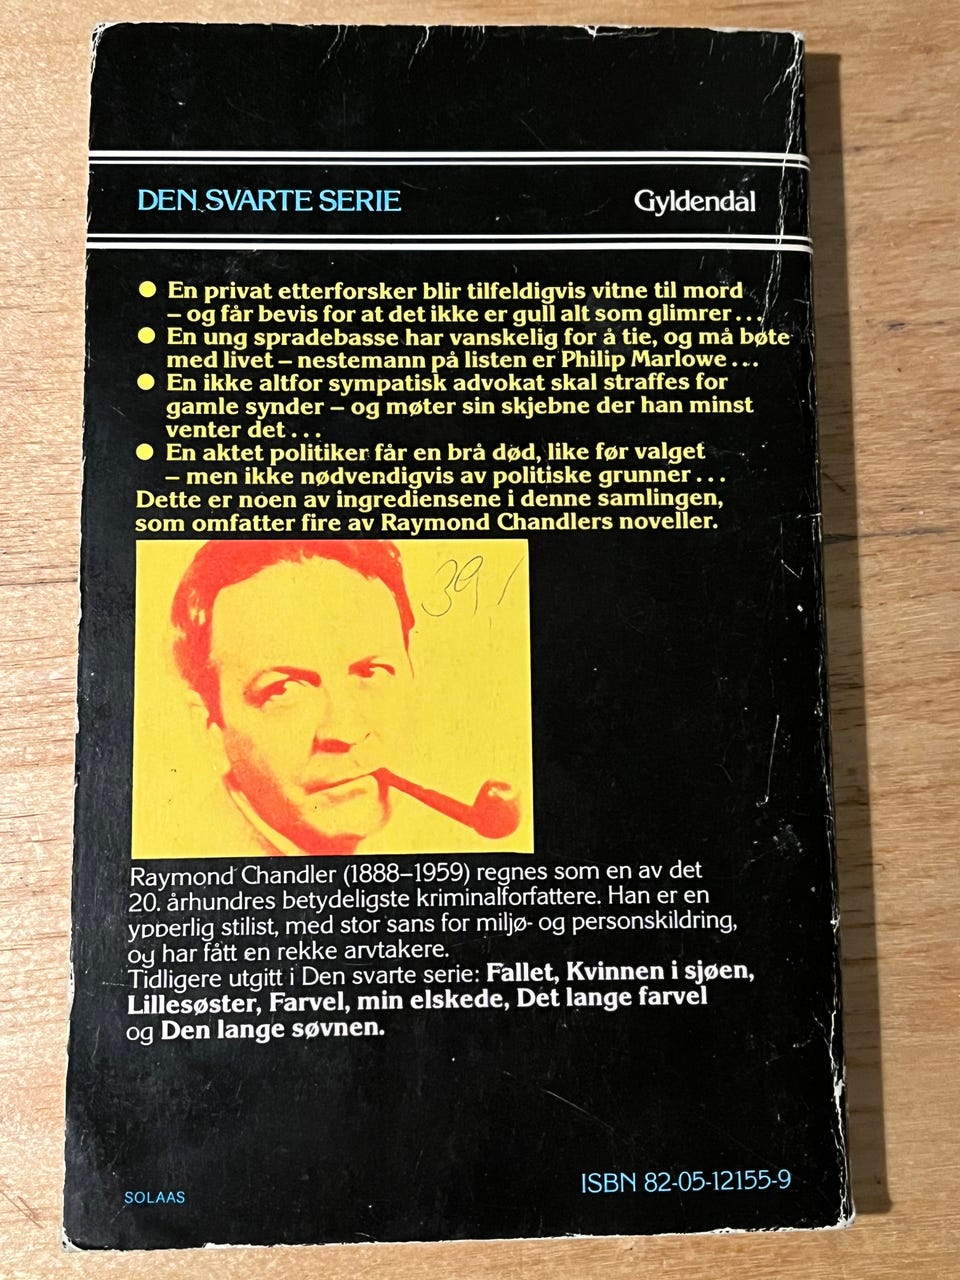 DEN SVARTE SERIE Gyldendal
● En privat etterforsker blir tilfeldigvis vitne til mord
– og får bevis for at det ikke er gull alt som glimrer...
● En ung spradebasse har vanskelig for å tie, og må bøte
med livet – nestemann på listen er Philip Marlowe...
● En ikke altfor sympatisk advokat skal straffes for
gamle synder – og møter sin skjebne der han minst
venter det...
● En aktet politiker får en brå død, like før valget
– men ikke nødvendigvis av politiske grunner...
Dette er noen av ingrediensene i denne samlingen,
som omfatter fire av Raymond Chandlers noveller.
39,/
Raymond Chandler (1888–1959) regnes som en av det
20. århundres betydeligste kriminalforfattere. Han er en
ypperlig stilist, med stor sans for miljø- og personskildring,
og har fått en rekke arvtakere.
Tidligere utgitt i Den svarte serie: Fallet, Kvinnen i sjøen,
Lillesøster, Farvel, min elskede, Det lange farvel
og Den lange søvnen.
SOLAAS ISBN 82-05-12155-9